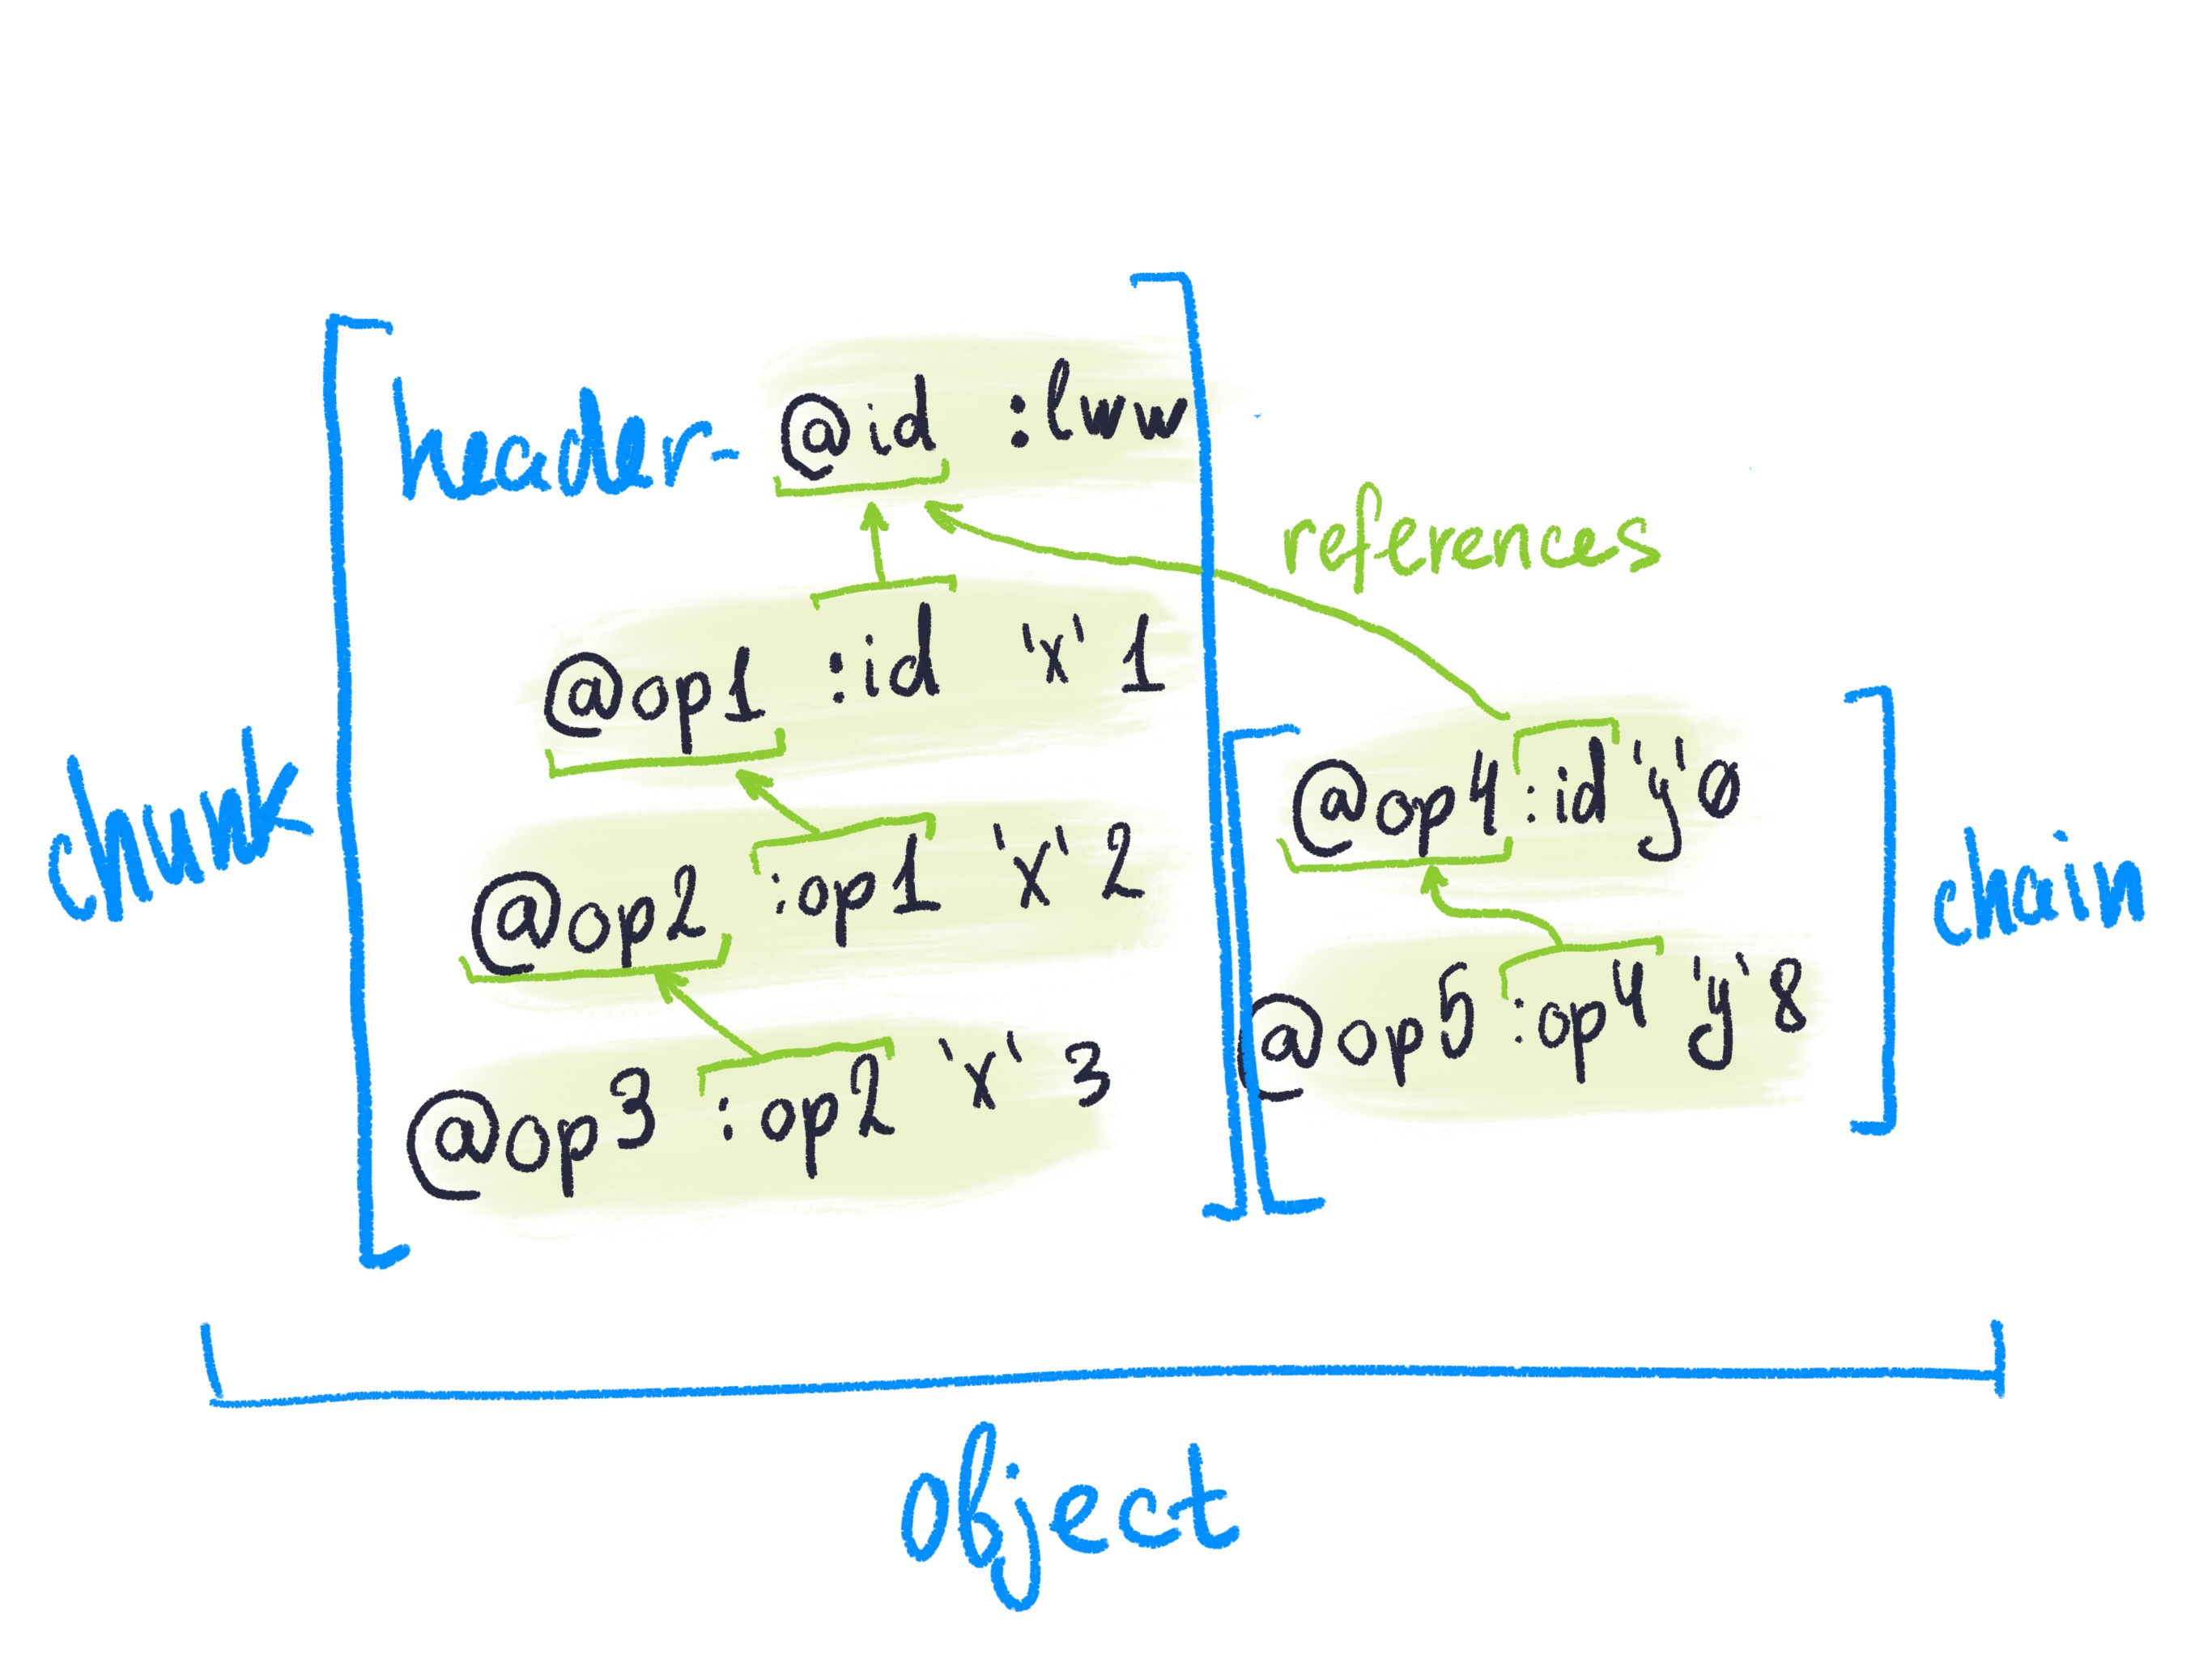 header- @id :lww
references
@op1 :id 'x' 1
@op2 :op1 'x' 2
@op3 :op2 'x' 3
chunk
@op4 :id 'y' 0
@op5 :op4 'y' 8
chain
object